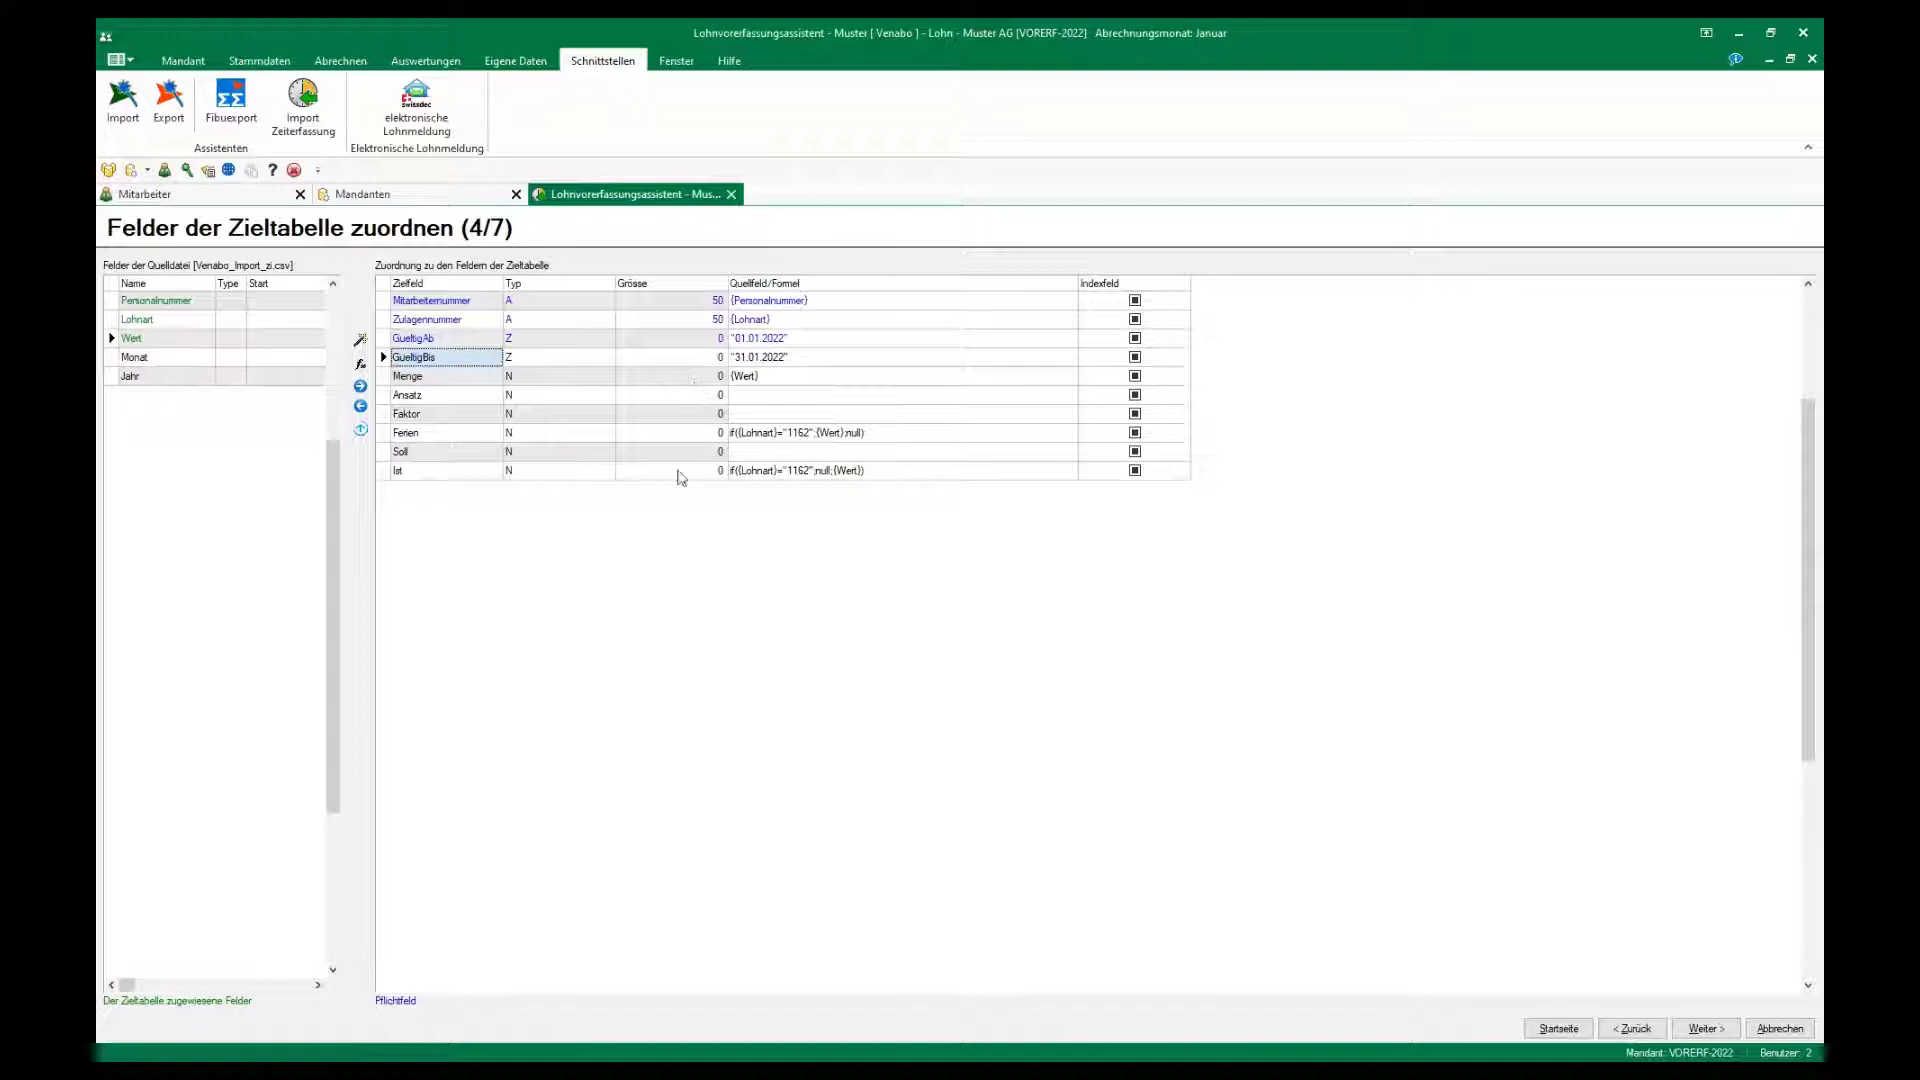 Lohnvorerfassungsassistent - Muster [ Venabo ] - Lohn - Muster AG [VORERF-2022] Abrechnungsmonat: Januar
Mandant Stammdaten Abrechnen Auswertungen Eigene Daten Schnittstellen Fenster Hilfe
Import Export Fibuexport Import Zeiterfassung swissdec elektronische Lohnmeldung
Assistenten Elektronische Lohnmeldung
Mitarbeiter Mandanten Lohnvorerfassungsassistent - Mus...
Felder der Zieltabelle zuordnen (4/7)
Felder der Quelldatei [Venabo_Import_zi.csv] Zuordnung zu den Feldern der Zieltabelle
Name Type Start Zielfeld Typ Grösse Quellfeld/Formel Indexfeld
Personalnummer Mitarbeiternummer A 50 {Personalnummer}
Lohnart Zulagennummer A 50 {Lohnart}
Wert GueltigAb Z 0 "01.01.2022"
Monat GueltigBis Z 0 "31.01.2022"
Jahr Menge N 0 {Wert}
Ansatz N 0
Faktor N 0
Ferien N 0 if({Lohnart}="1162";{Wert};null)
Soll N 0
Ist N 0 if({Lohnart}="1162";null;{Wert})
Der Zieltabelle zugewiesene Felder Pflichtfeld
Startseite < Zurück Weiter > Abbrechen
Mandant: VORERF-2022 Benutzer: 2